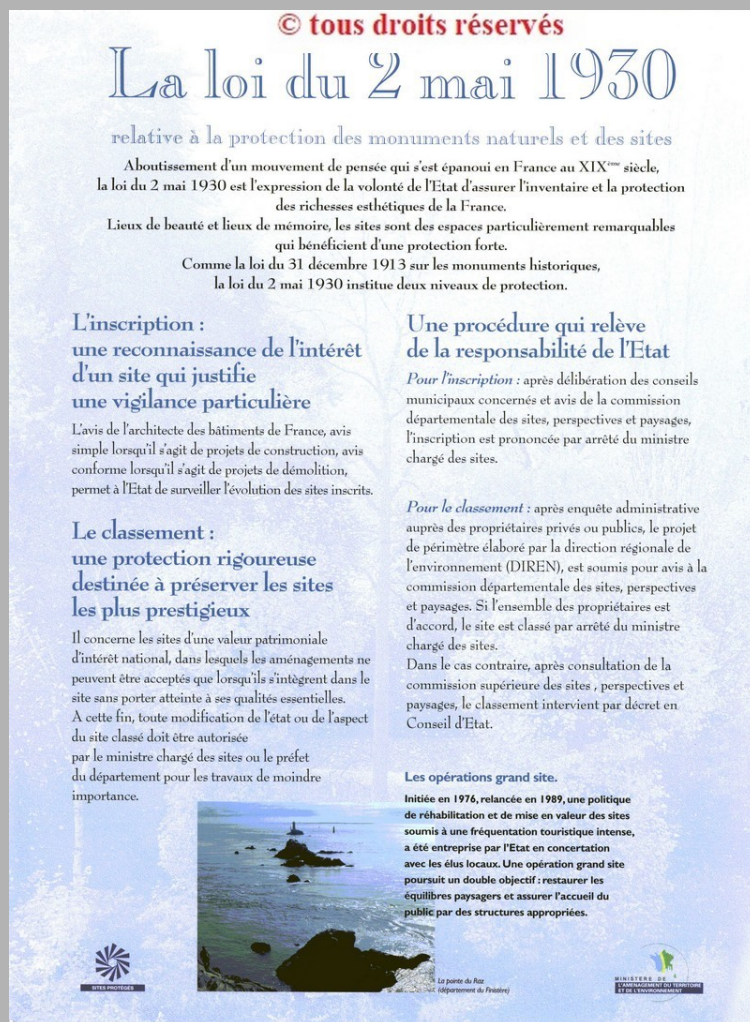 © tous droits réservés
La loi du 2 mai 1930
relative à la protection des monuments naturels et des sites
Aboutissement d'un mouvement de pensée qui s'est épanoui en France au XIXème siècle,
la loi du 2 mai 1930 est l'expression de la volonté de l'Etat d'assurer l'inventaire et la protection
des richesses esthétiques de la France.
Lieux de beauté et lieux de mémoire, les sites sont des espaces particulièrement remarquables
qui bénéficient d'une protection forte.
Comme la loi du 31 décembre 1913 sur les monuments historiques,
la loi du 2 mai 1930 institue deux niveaux de protection.
L'inscription :
une reconnaissance de l'intérêt
d'un site qui justifie
une vigilance particulière
L'avis de l'architecte des bâtiments de France, avis
simple lorsqu'il s'agit de projets de construction, avis
conforme lorsqu'il s'agit de projets de démolition,
permet à l'Etat de surveiller l'évolution des sites inscrits.
Le classement :
une protection rigoureuse
destinée à préserver les sites
les plus prestigieux
Il concerne les sites d'une valeur patrimoniale
d'intérêt national, dans lesquels les aménagements ne
peuvent être acceptés que lorsqu'ils s'intègrent dans le
site sans porter atteinte à ses qualités essentielles.
A cette fin, toute modification de l'état ou de l'aspect
du site classé doit être autorisée
par le ministre chargé des sites ou le préfet
du département pour les travaux de moindre
importance.
Une procédure qui relève
de la responsabilité de l'Etat
Pour l'inscription : après délibération des conseils
municipaux concernés et avis de la commission
départementale des sites, perspectives et paysages,
l'inscription est prononcée par arrêté du ministre
chargé des sites.
Pour le classement : après enquête administrative
auprès des propriétaires privés ou publics, le projet
de périmètre élaboré par la direction régionale de
l'environnement (DIREN), est soumis pour avis à la
commission départementale des sites, perspectives
et paysages. Si l'ensemble des propriétaires est
d'accord, le site est classé par arrêté du ministre
chargé des sites.
Dans le cas contraire, après consultation de la
commission supérieure des sites , perspectives et
paysages, le classement intervient par décret en
Conseil d'Etat.
Les opérations grand site.
Initiée en 1976, relancée en 1989, une politique
de réhabilitation et de mise en valeur des sites
soumis à une fréquentation touristique intense,
a été entreprise par l'Etat en concertation
avec les élus locaux. Une opération grand site
poursuit un double objectif : restaurer les
équilibres paysagers et assurer l'accueil du
public par des structures appropriées.
La pointe du Raz
(département du Finistère)
SITES PROTÉGÉS
MINISTERE DE
L'AMENAGEMENT DU TERRITOIRE
ET DE L'ENVIRONNEMENT